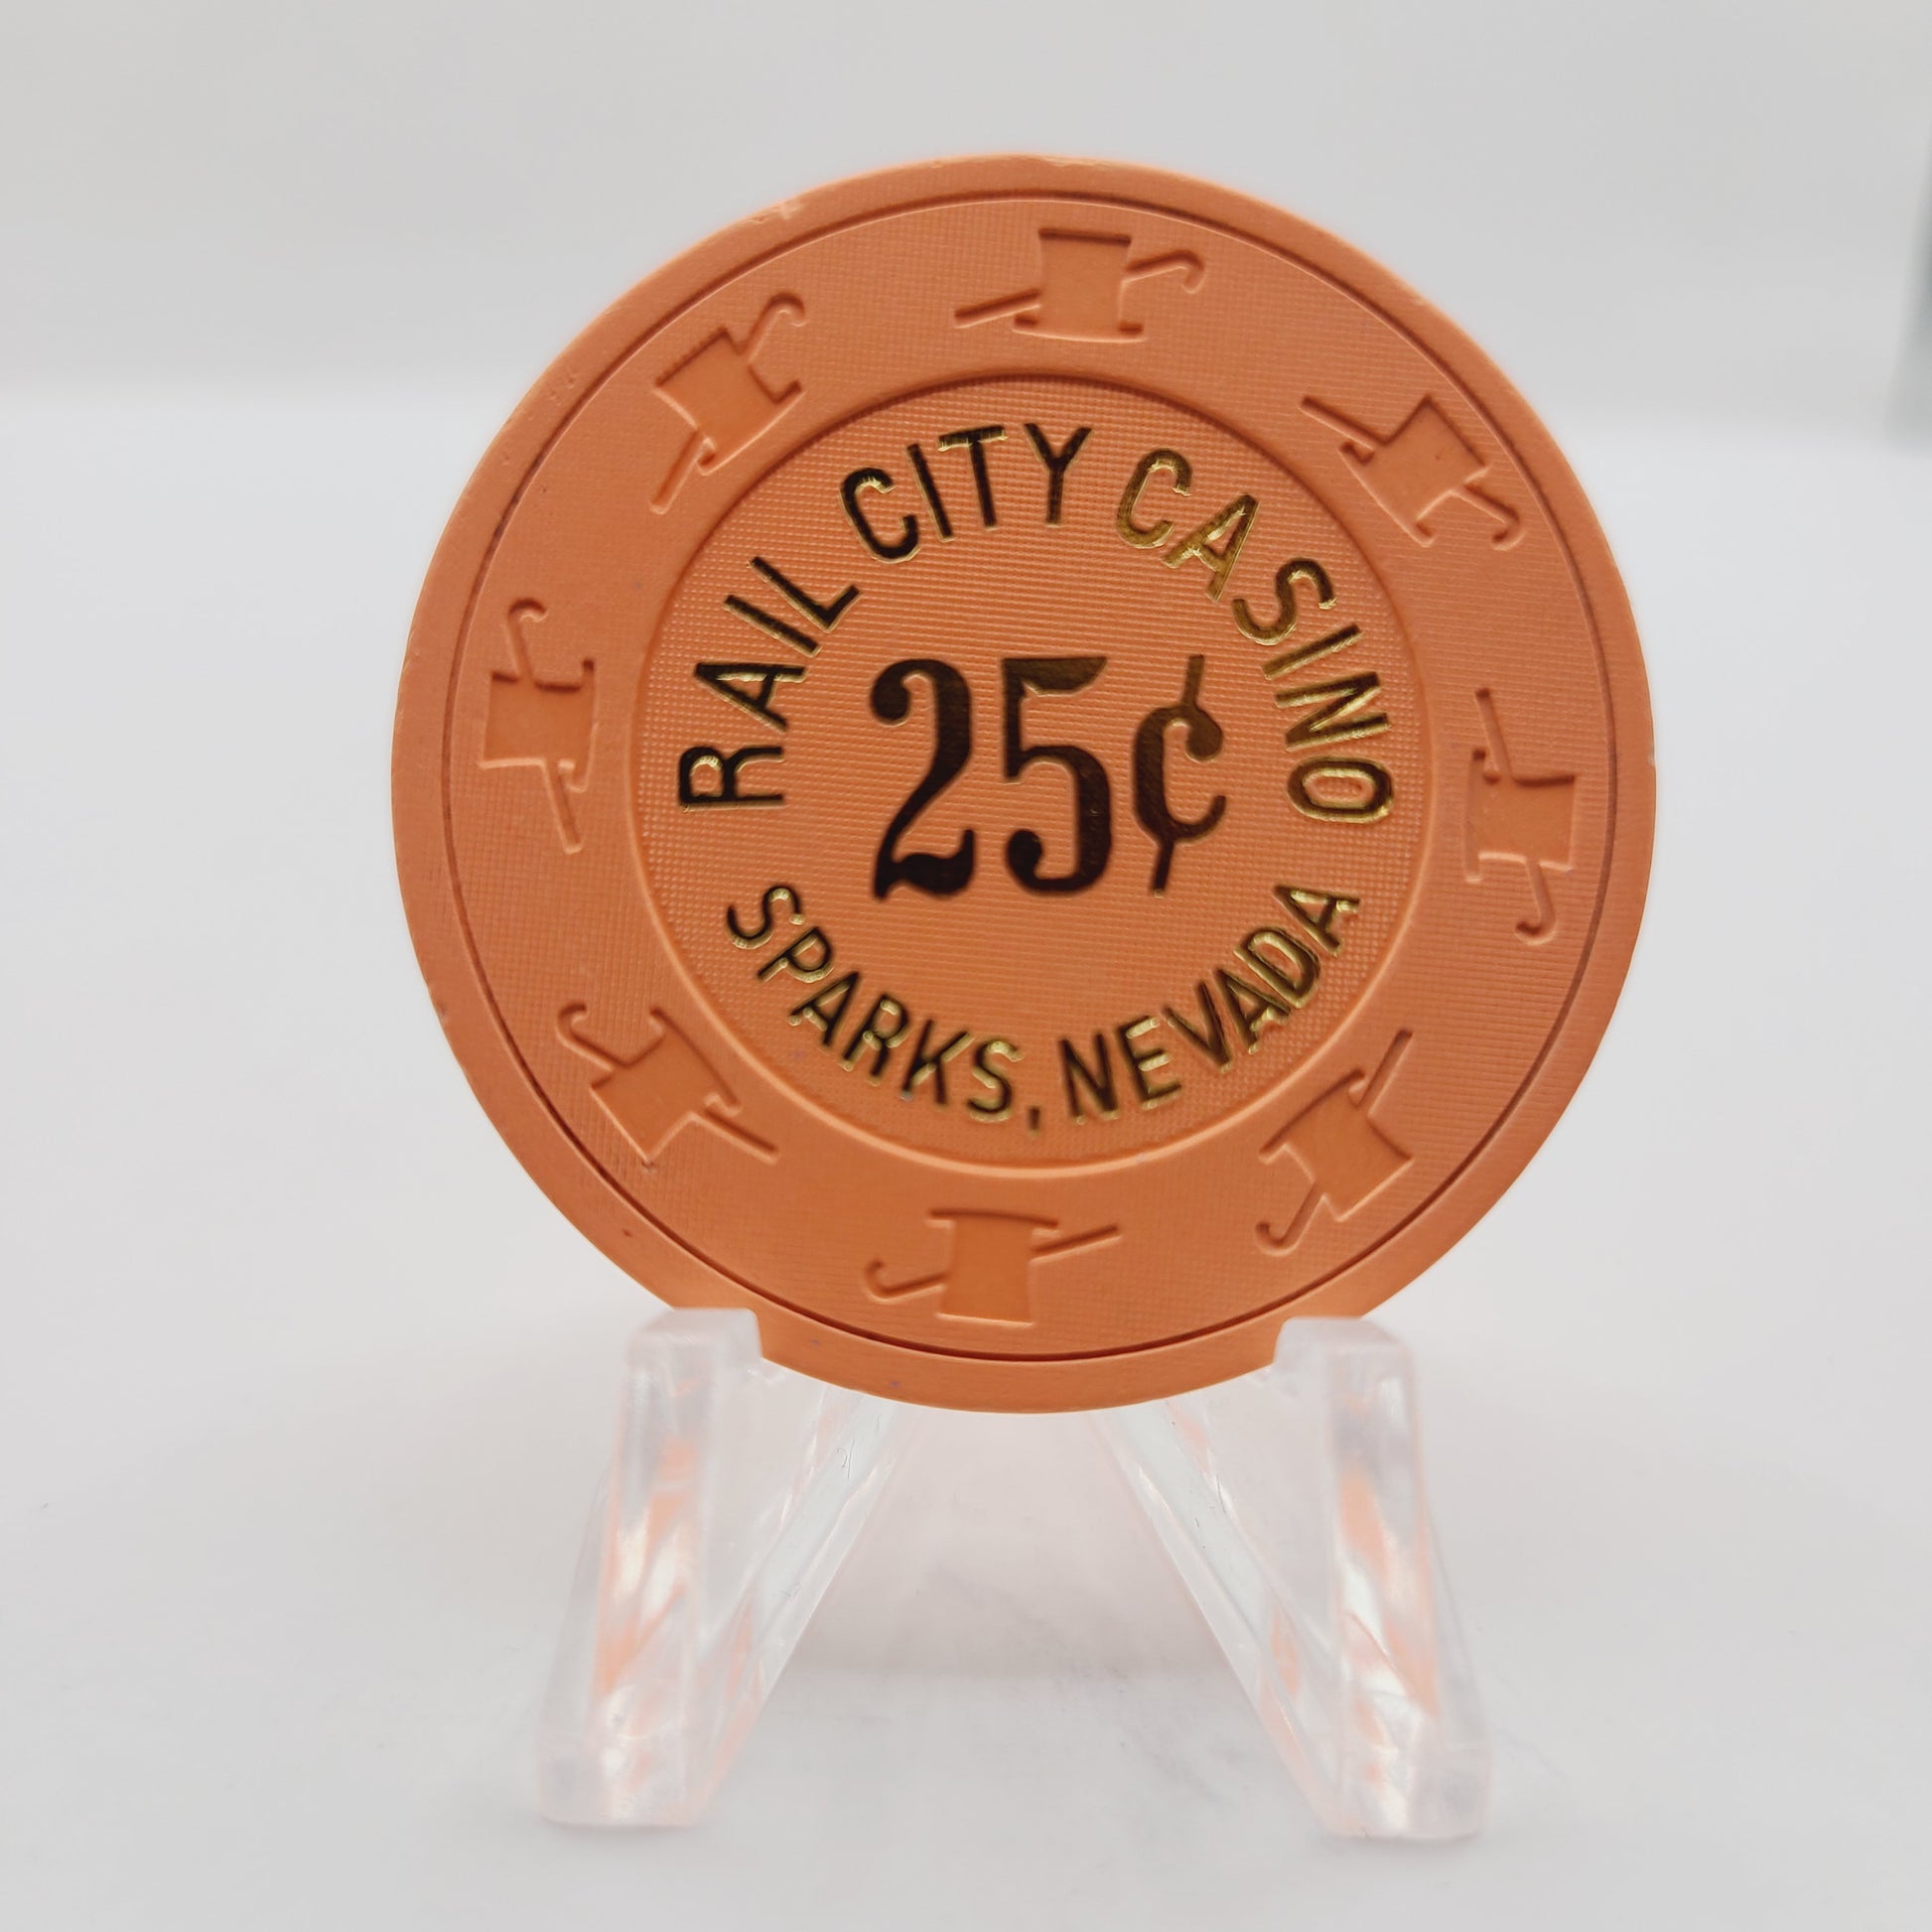 RAIL CITY CASINO
25¢
SPARKS, NEVADA